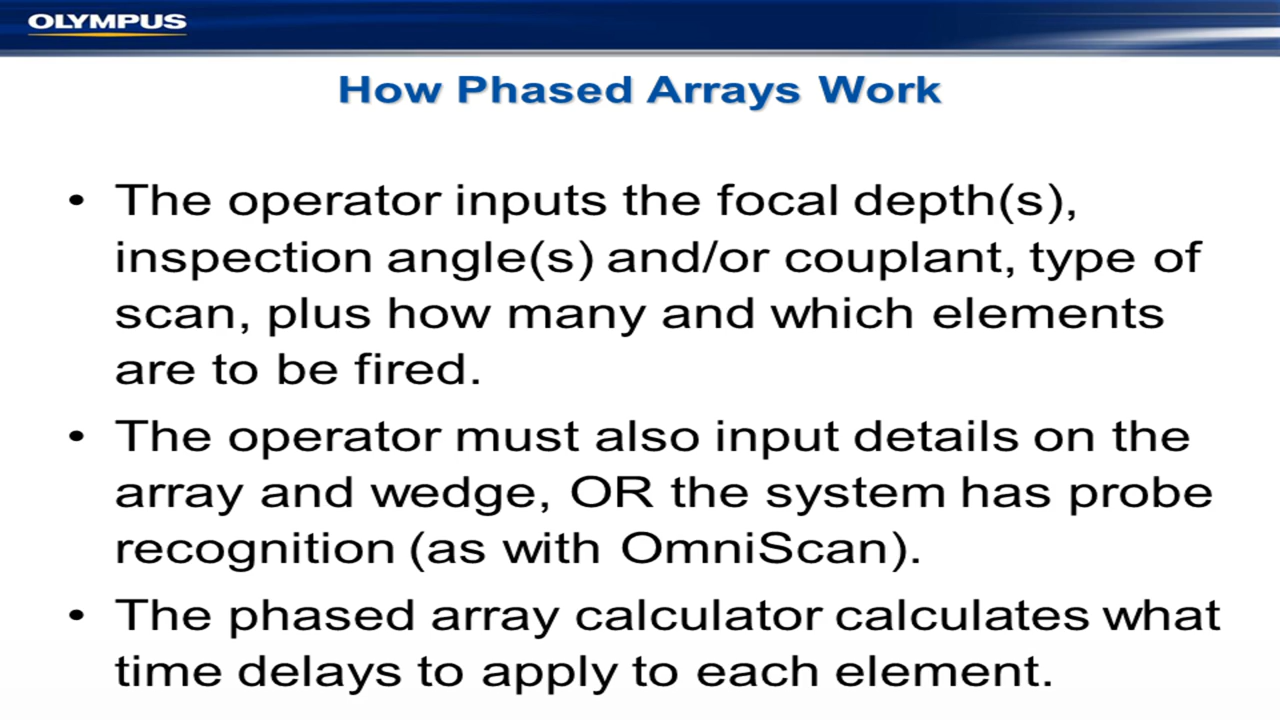 OLYMPUS
How Phased Arrays Work
• The operator inputs the focal depth(s),
inspection angle(s) and/or couplant, type of
scan, plus how many and which elements
are to be fired.
• The operator must also input details on the
array and wedge, OR the system has probe
recognition (as with OmniScan).
• The phased array calculator calculates what
time delays to apply to each element.